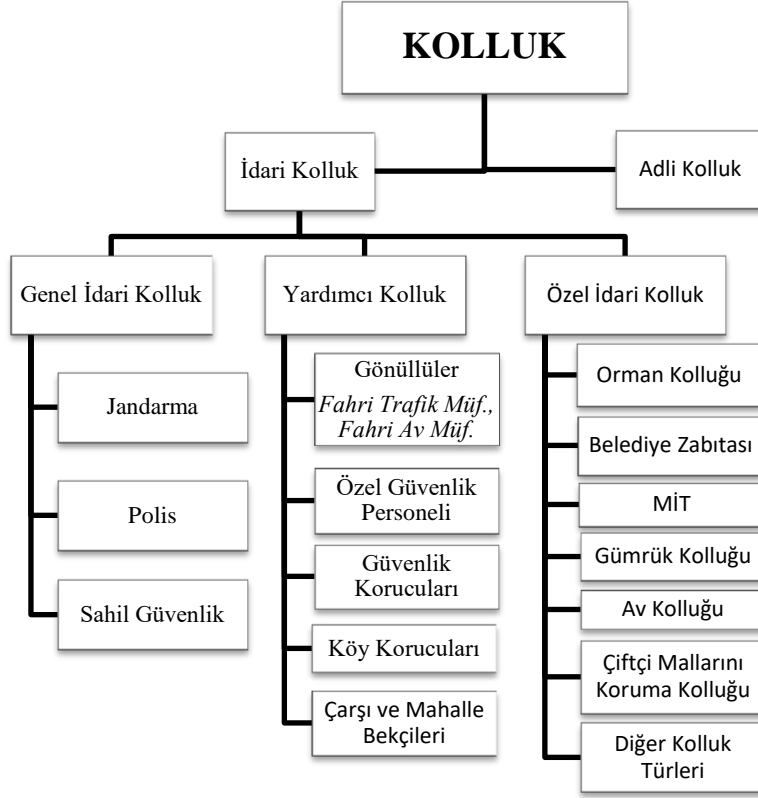 KOLLUK
İdari Kolluk
Adli Kolluk
Genel İdari Kolluk
Jandarma
Polis
Sahil Güvenlik
Yardımcı Kolluk
Gönüllüler
Fahri Trafik Müf.,
Fahri Av Müf.
Özel Güvenlik
Personeli
Güvenlik
Korucuları
Köy Korucuları
Çarşı ve Mahalle
Bekçileri
Özel İdari Kolluk
Orman Kolluğu
Belediye Zabıtası
MİT
Gümrük Kolluğu
Av Kolluğu
Çiftçi Mallarını
Koruma Kolluğu
Diğer Kolluk
Türleri